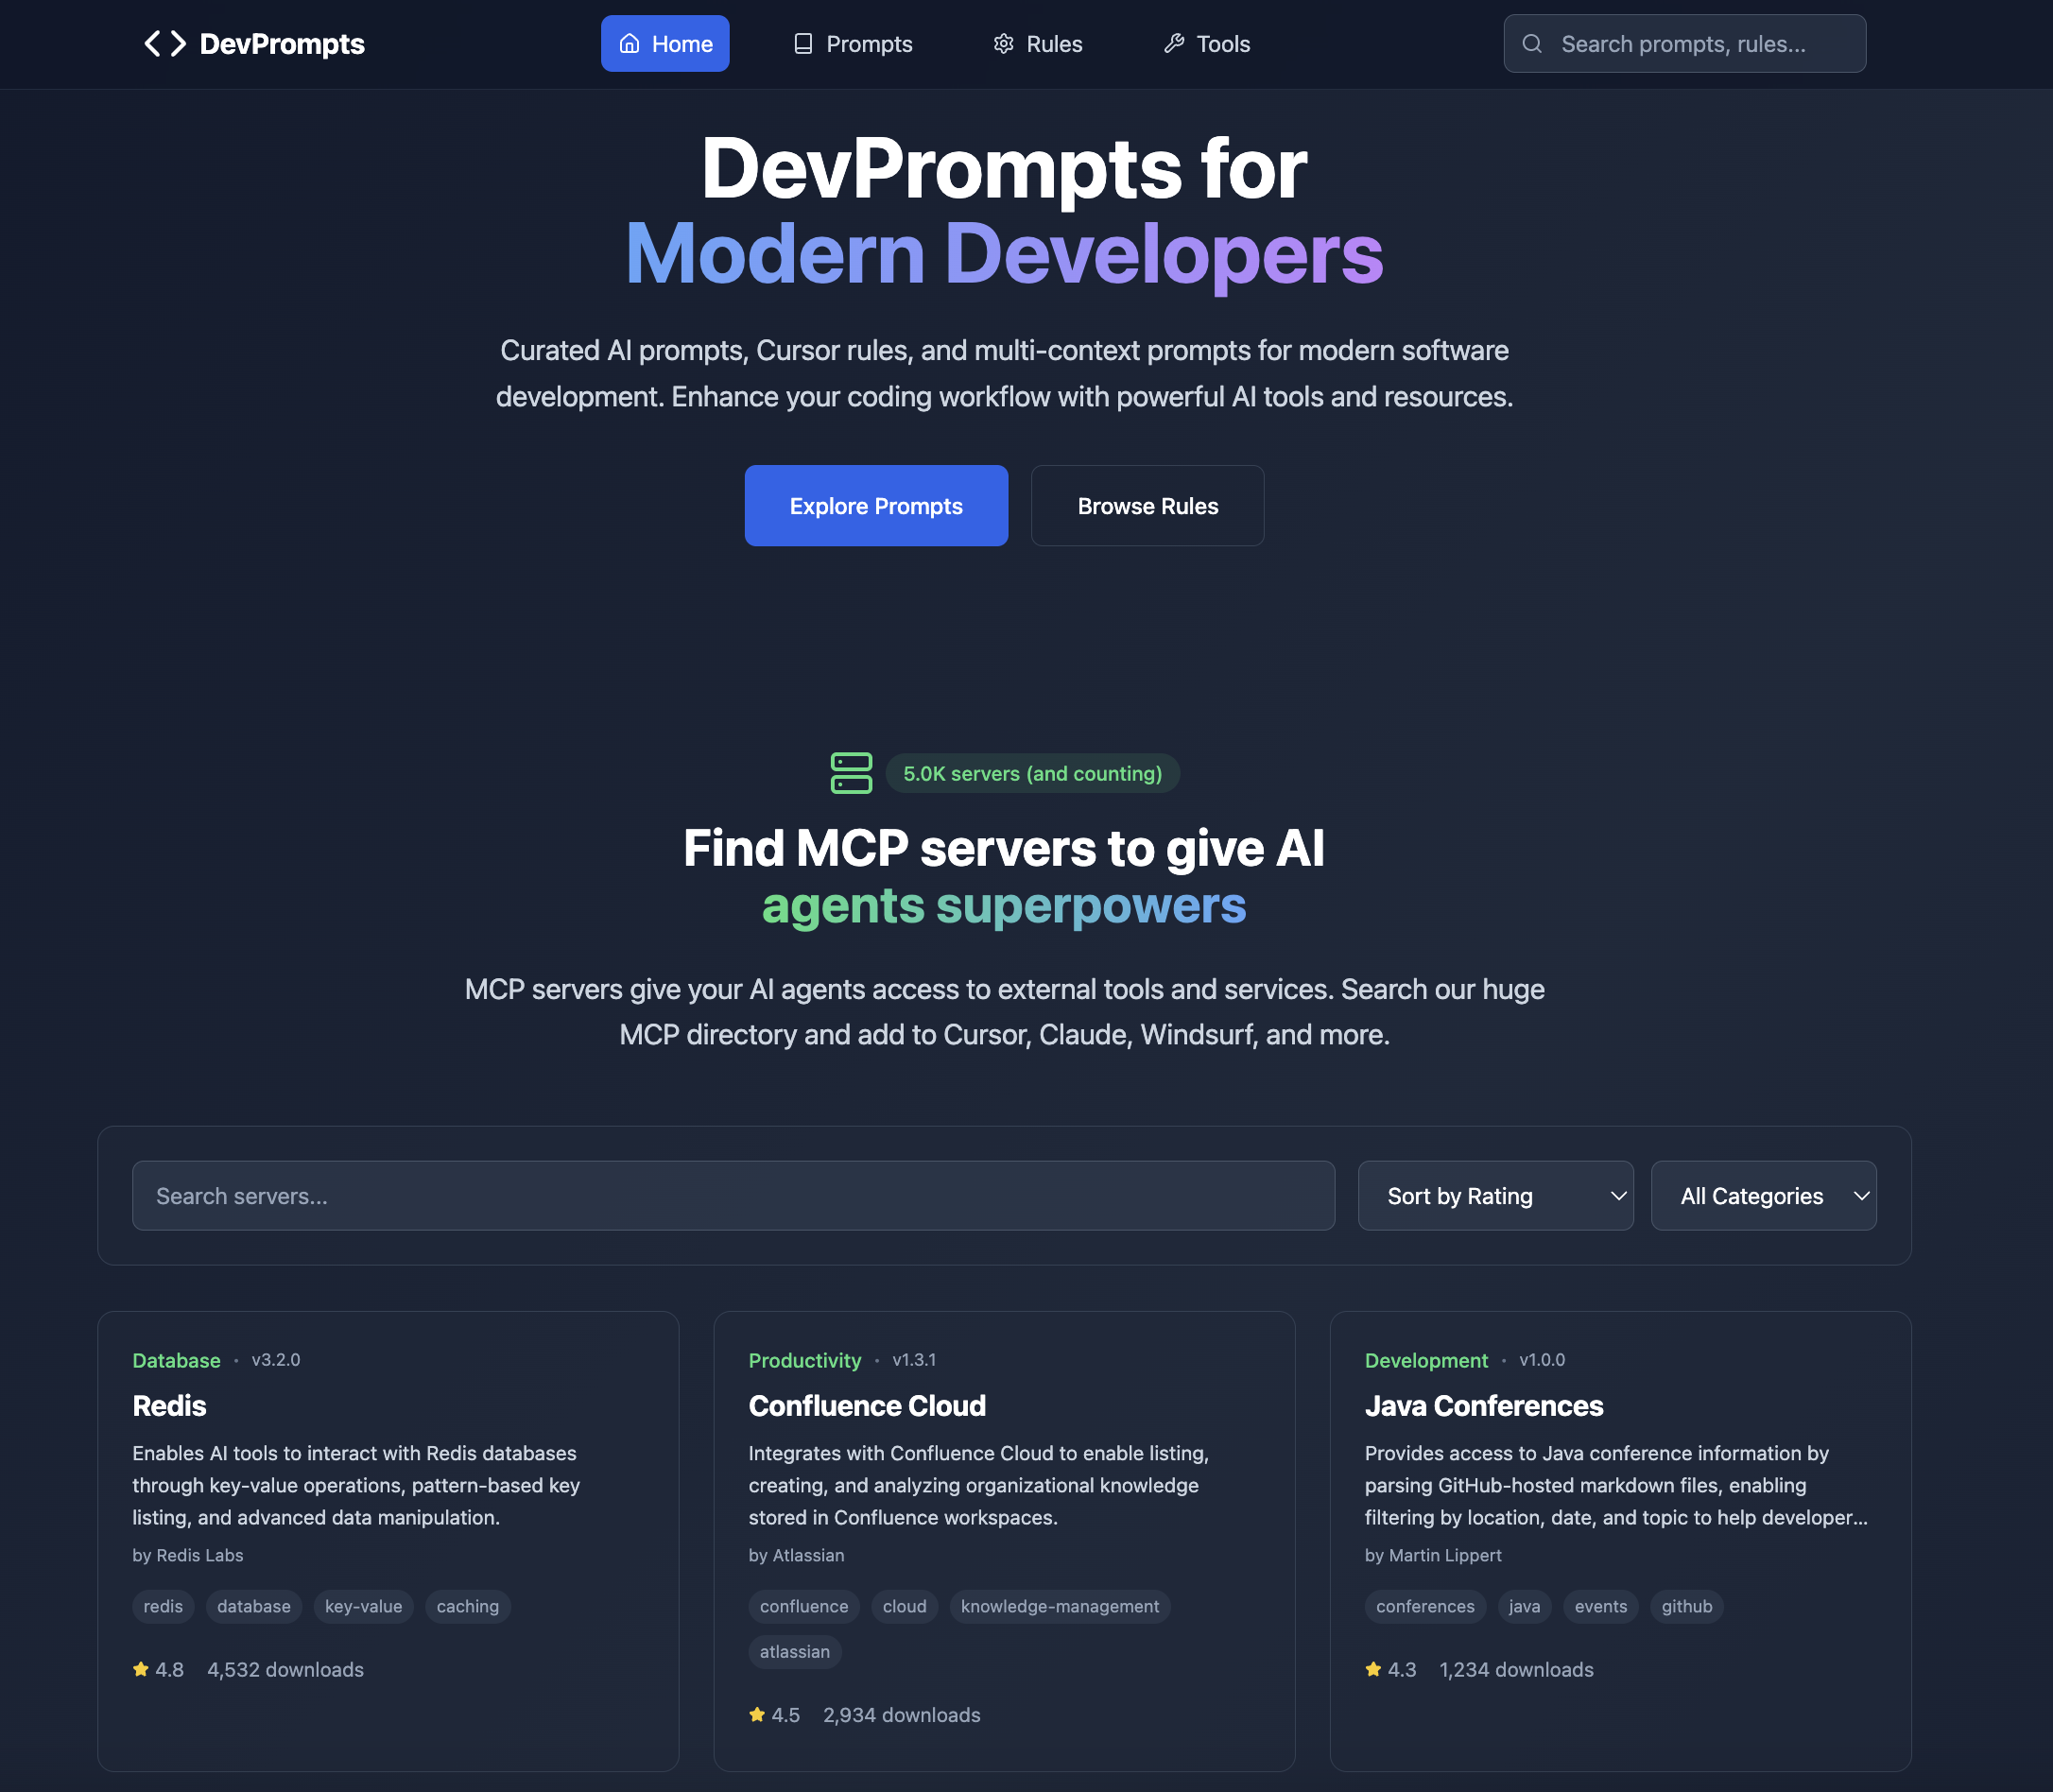 DevPrompts
Home
Prompts
Rules
Tools
Search prompts, rules...
DevPrompts for
Modern Developers
Curated AI prompts, Cursor rules, and multi-context prompts for modern software
development. Enhance your coding workflow with powerful AI tools and resources.
Explore Prompts
Browse Rules
5.0K servers (and counting)
Find MCP servers to give AI
agents superpowers
MCP servers give your AI agents access to external tools and services. Search our huge
MCP directory and add to Cursor, Claude, Windsurf, and more.
Search servers...
Sort by Rating
All Categories
Database • v3.2.0
Redis
Enables AI tools to interact with Redis databases
through key-value operations, pattern-based key
listing, and advanced data manipulation.
by Redis Labs
redis database key-value caching
4.8 4,532 downloads
Productivity • v1.3.1
Confluence Cloud
Integrates with Confluence Cloud to enable listing,
creating, and analyzing organizational knowledge
stored in Confluence workspaces.
by Atlassian
confluence cloud knowledge-management
atlassian
4.5 2,934 downloads
Development • v1.0.0
Java Conferences
Provides access to Java conference information by
parsing GitHub-hosted markdown files, enabling
filtering by location, date, and topic to help developer...
by Martin Lippert
conferences java events github
4.3 1,234 downloads